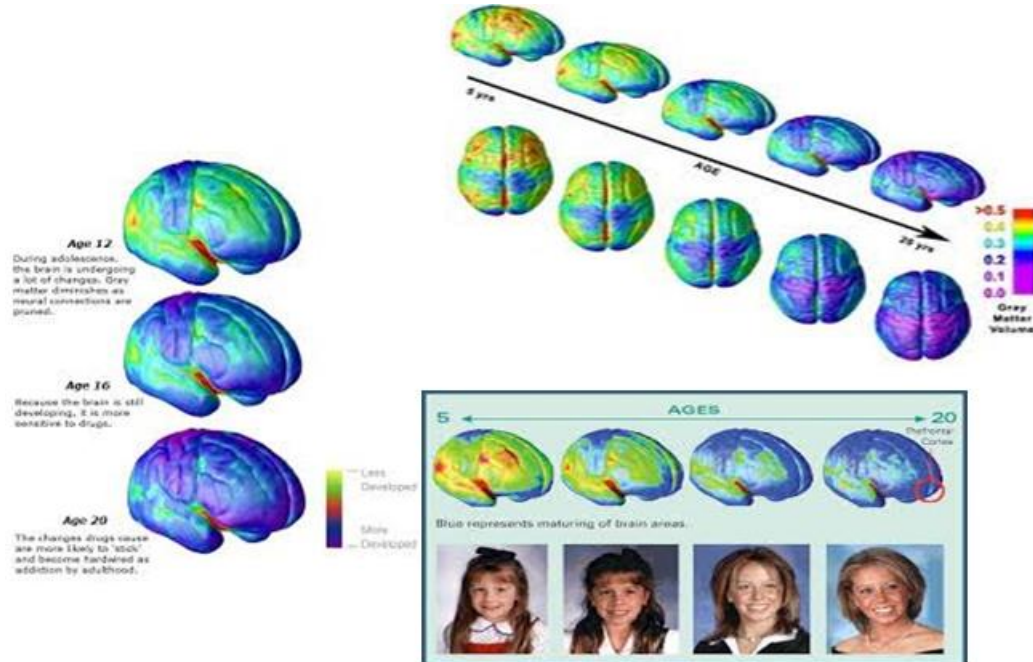 Age 12
During adolescence,
the brain is undergoing
a lot of changes. Gray
matter diminishes as
neural connections are
pruned.
Age 16
Because the brain is still
developing, it is more
sensitive to drugs.
Age 20
The changes drugs cause
are more likely to 'stick'
and become hardwired as
addiction by adulthood.
Less
Developed
More
Developed
5 yrs
AGE
20 yrs
>0.5
0.4
0.3
0.2
0.1
0.0
Gray
Matter
Volume
AGES
5
20
Prefrontal
Cortex
Blue represents maturing of brain areas.